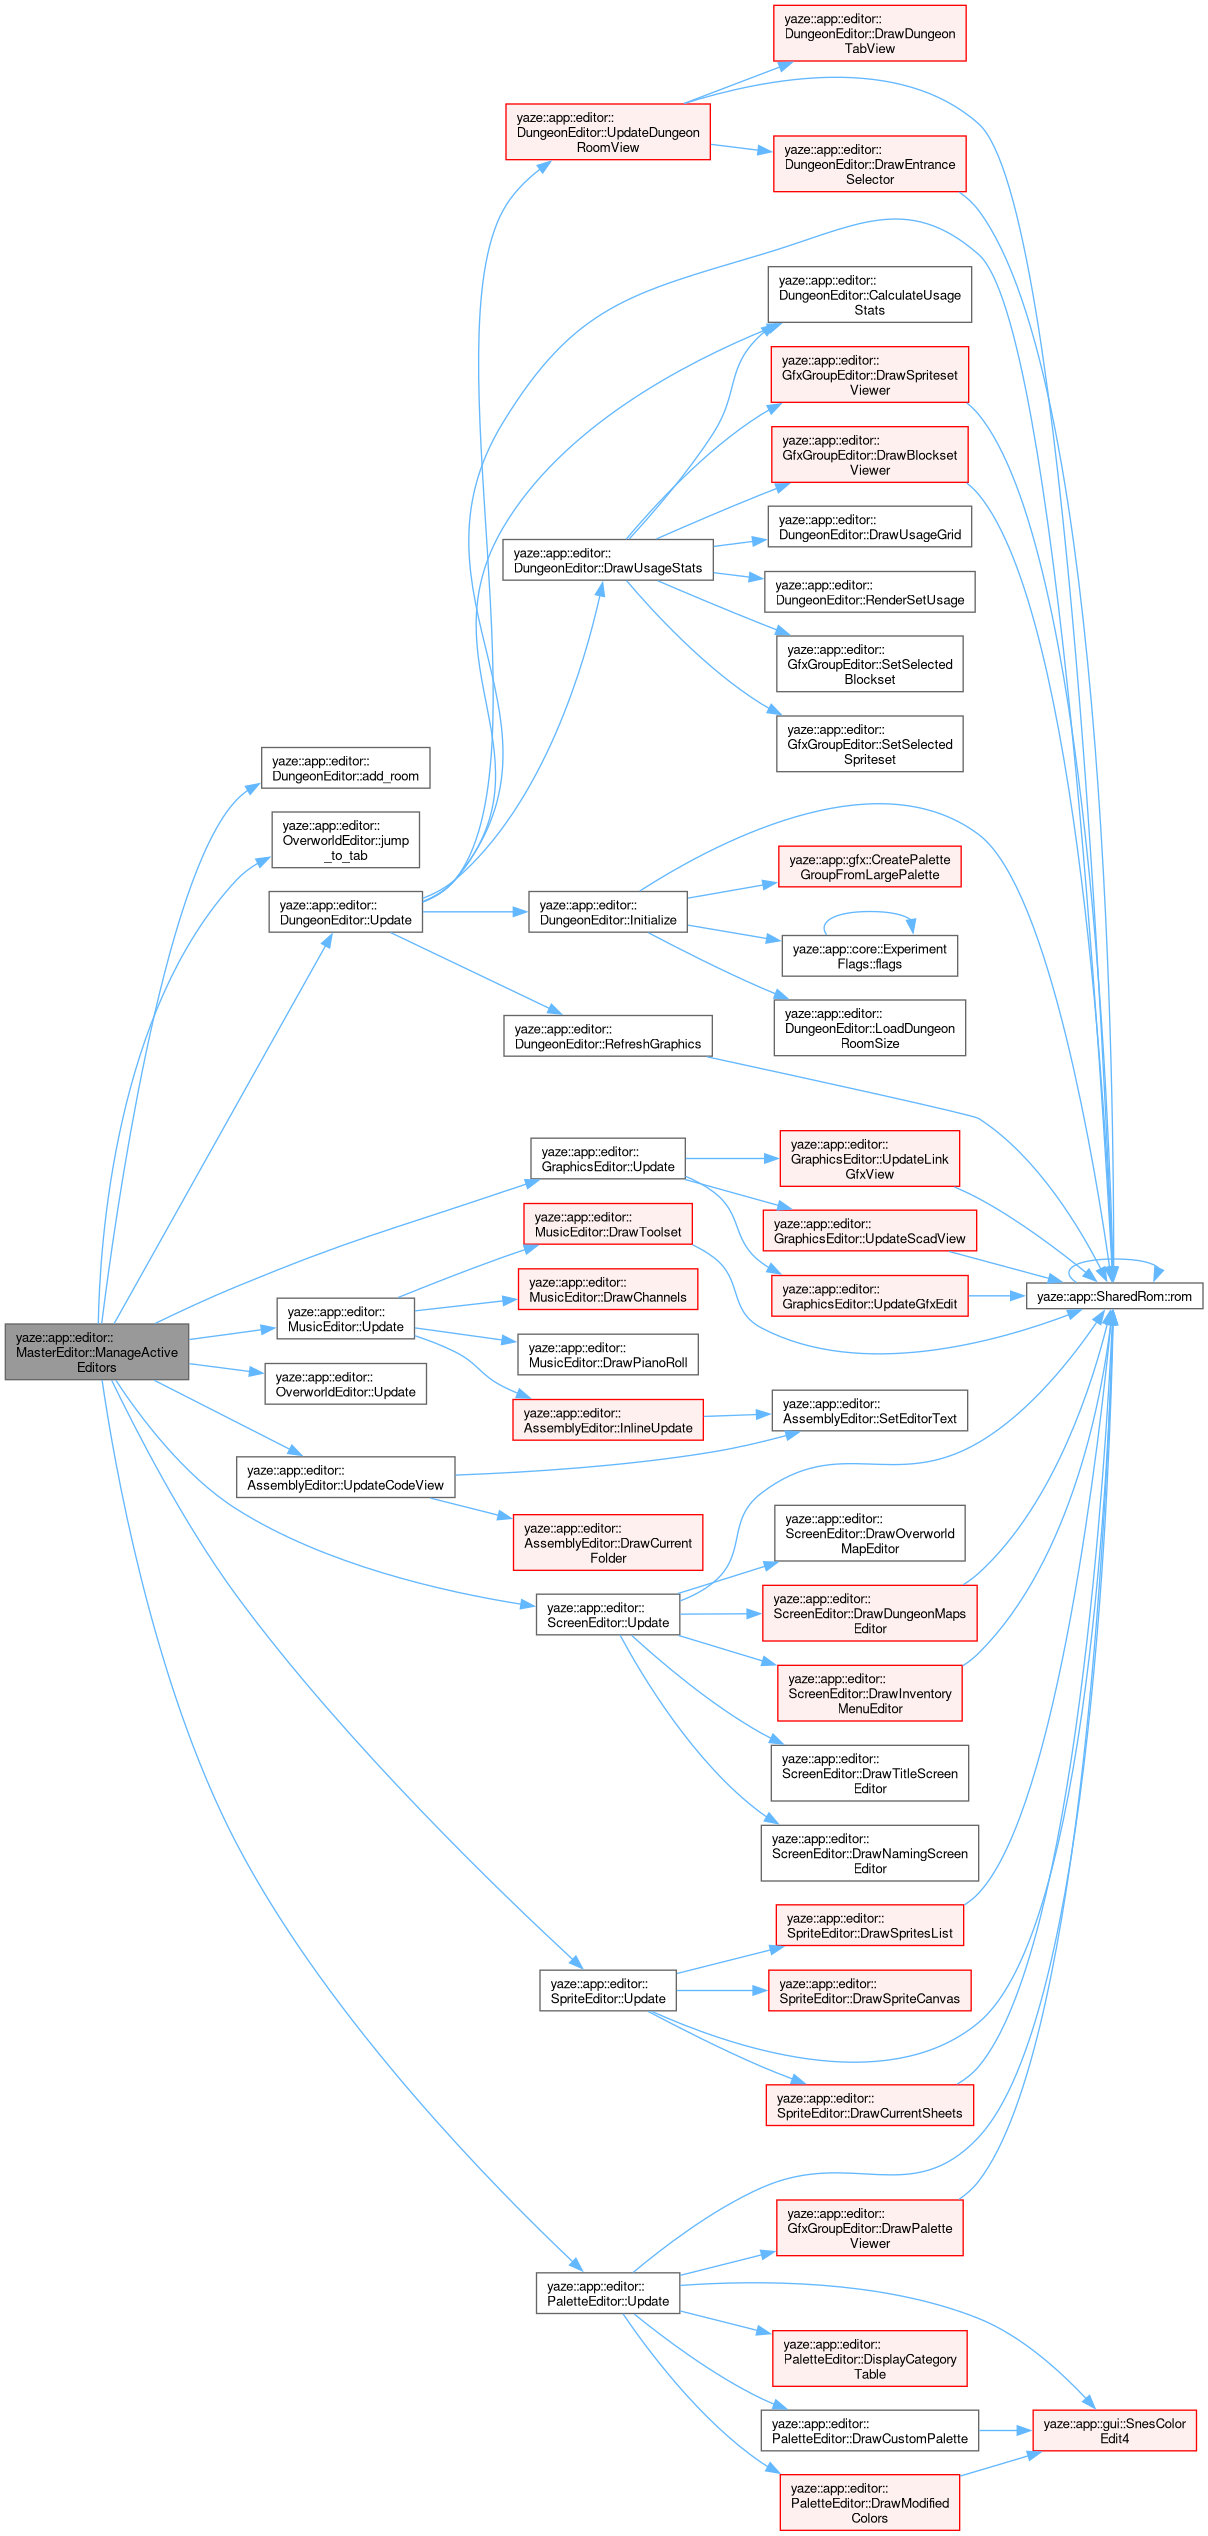 yaze::app::editor::
DungeonEditor::DrawDungeon
TabView
yaze::app::editor::
DungeonEditor::UpdateDungeon
RoomView
yaze::app::editor::
DungeonEditor::DrawEntrance
Selector
yaze::app::editor::
DungeonEditor::CalculateUsage
Stats
yaze::app::editor::
GfxGroupEditor::DrawSpriteset
Viewer
yaze::app::editor::
GfxGroupEditor::DrawBlockset
Viewer
yaze::app::editor::
DungeonEditor::DrawUsageGrid
yaze::app::editor::
DungeonEditor::DrawUsageStats
yaze::app::editor::
DungeonEditor::RenderSetUsage
yaze::app::editor::
GfxGroupEditor::SetSelected
Blockset
yaze::app::editor::
GfxGroupEditor::SetSelected
Spriteset
yaze::app::editor::
DungeonEditor::add_room
yaze::app::editor::
OverworldEditor::jump
_to_tab
yaze::app::gfx::CreatePalette
GroupFromLargePalette
yaze::app::editor::
DungeonEditor::Update
yaze::app::editor::
DungeonEditor::Initialize
yaze::app::core::Experiment
Flags::flags
yaze::app::editor::
DungeonEditor::LoadDungeon
RoomSize
yaze::app::editor::
DungeonEditor::RefreshGraphics
yaze::app::editor::
GraphicsEditor::Update
yaze::app::editor::
GraphicsEditor::UpdateLink
GfxView
yaze::app::editor::
MusicEditor::DrawToolset
yaze::app::editor::
GraphicsEditor::UpdateScadView
yaze::app::editor::
MusicEditor::DrawChannels
yaze::app::editor::
GraphicsEditor::UpdateGfxEdit
yaze::app::SharedRom::rom
yaze::app::editor::
MusicEditor::Update
yaze::app::editor::
MasterEditor::ManageActive
Editors
yaze::app::editor::
MusicEditor::DrawPianoRoll
yaze::app::editor::
OverworldEditor::Update
yaze::app::editor::
AssemblyEditor::InlineUpdate
yaze::app::editor::
AssemblyEditor::SetEditorText
yaze::app::editor::
AssemblyEditor::UpdateCodeView
yaze::app::editor::
AssemblyEditor::DrawCurrent
Folder
yaze::app::editor::
ScreenEditor::DrawOverworld
MapEditor
yaze::app::editor::
ScreenEditor::Update
yaze::app::editor::
ScreenEditor::DrawDungeonMaps
Editor
yaze::app::editor::
ScreenEditor::DrawInventory
MenuEditor
yaze::app::editor::
ScreenEditor::DrawTitleScreen
Editor
yaze::app::editor::
ScreenEditor::DrawNamingScreen
Editor
yaze::app::editor::
SpriteEditor::DrawSpritesList
yaze::app::editor::
SpriteEditor::Update
yaze::app::editor::
SpriteEditor::DrawSpriteCanvas
yaze::app::editor::
SpriteEditor::DrawCurrentSheets
yaze::app::editor::
GfxGroupEditor::DrawPalette
Viewer
yaze::app::editor::
PaletteEditor::Update
yaze::app::editor::
PaletteEditor::DisplayCategory
Table
yaze::app::editor::
PaletteEditor::DrawCustomPalette
yaze::app::gui::SnesColor
Edit4
yaze::app::editor::
PaletteEditor::DrawModified
Colors